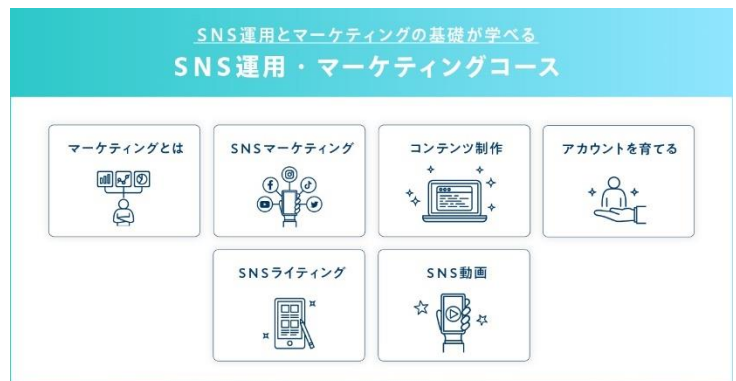 SNS運用とマーケティングの基礎が学べる
SNS運用・マーケティングコース
マーケティングとは
SNSマーケティング
コンテンツ制作
アカウントを育てる
SNSライティング
SNS動画